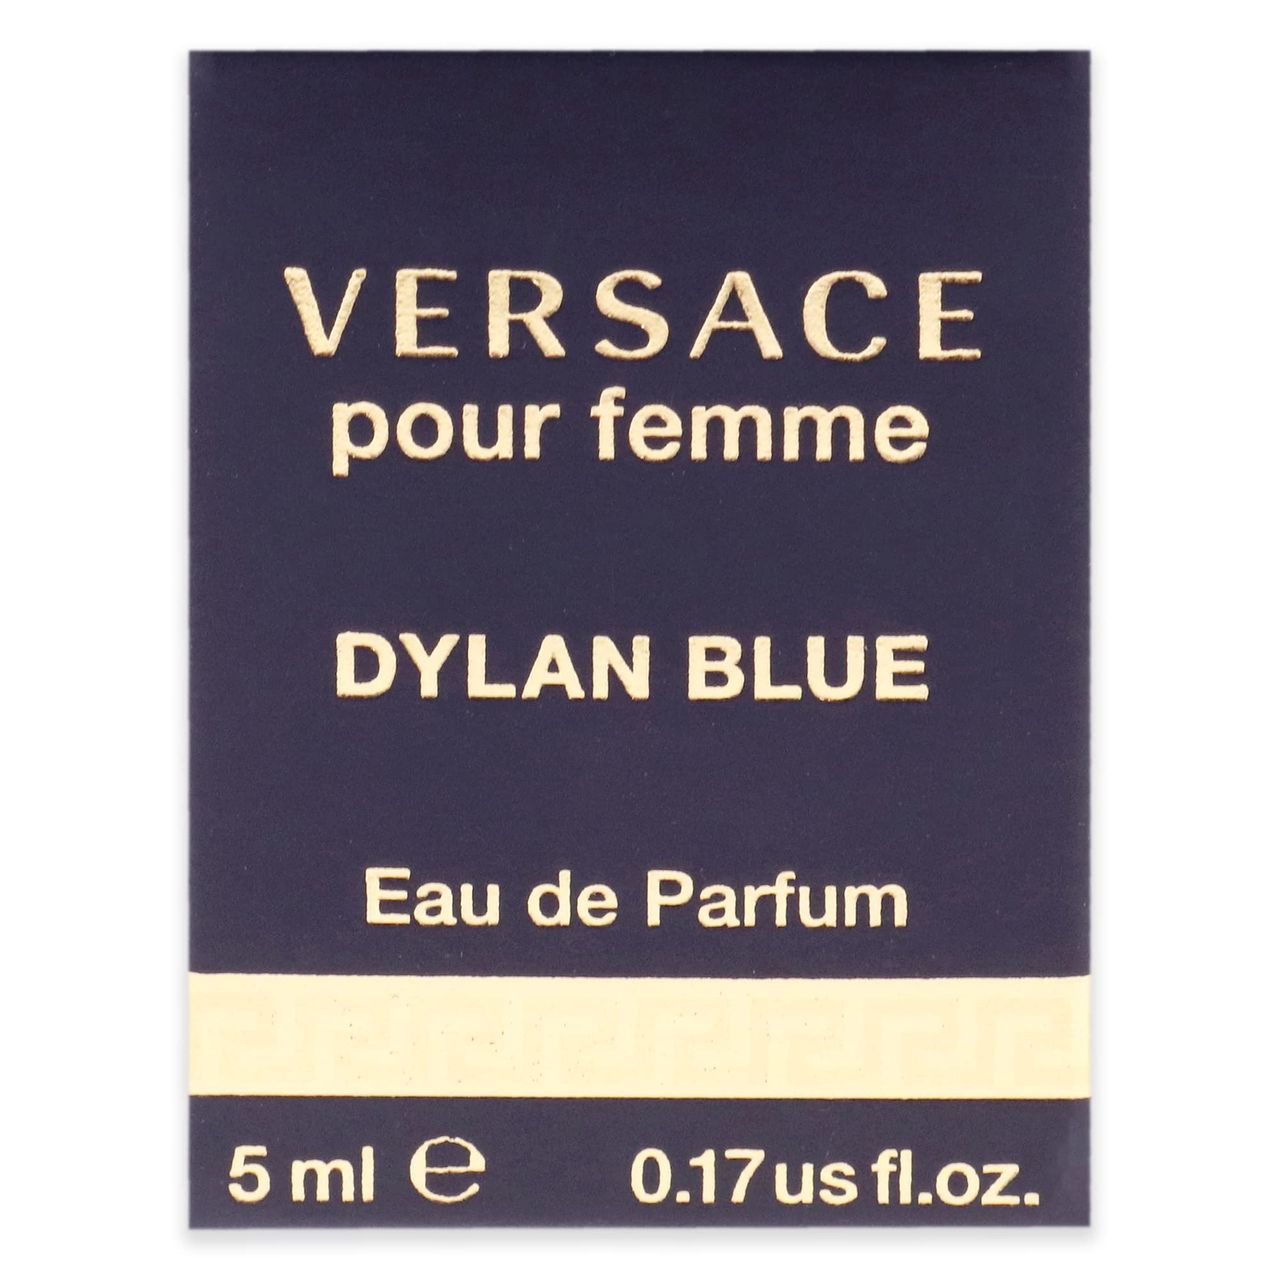 VERSACE
pour femme
DYLAN BLUE
Eau de Parfum
5 ml ℮ 0.17 us fl.oz.